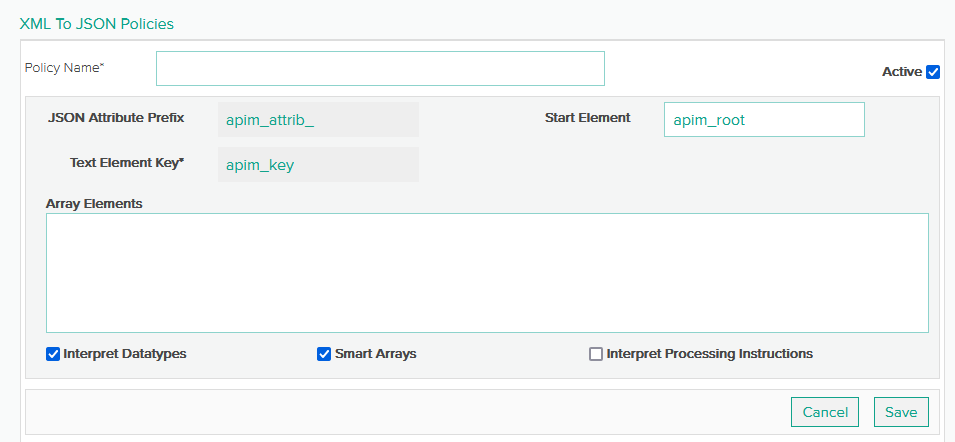 XML To JSON Policies
Policy Name*
Active
JSON Attribute Prefix apim_attrib_ Start Element apim_root
Text Element Key* apim_key
Array Elements
Interpret Datatypes Smart Arrays Interpret Processing Instructions
Cancel Save